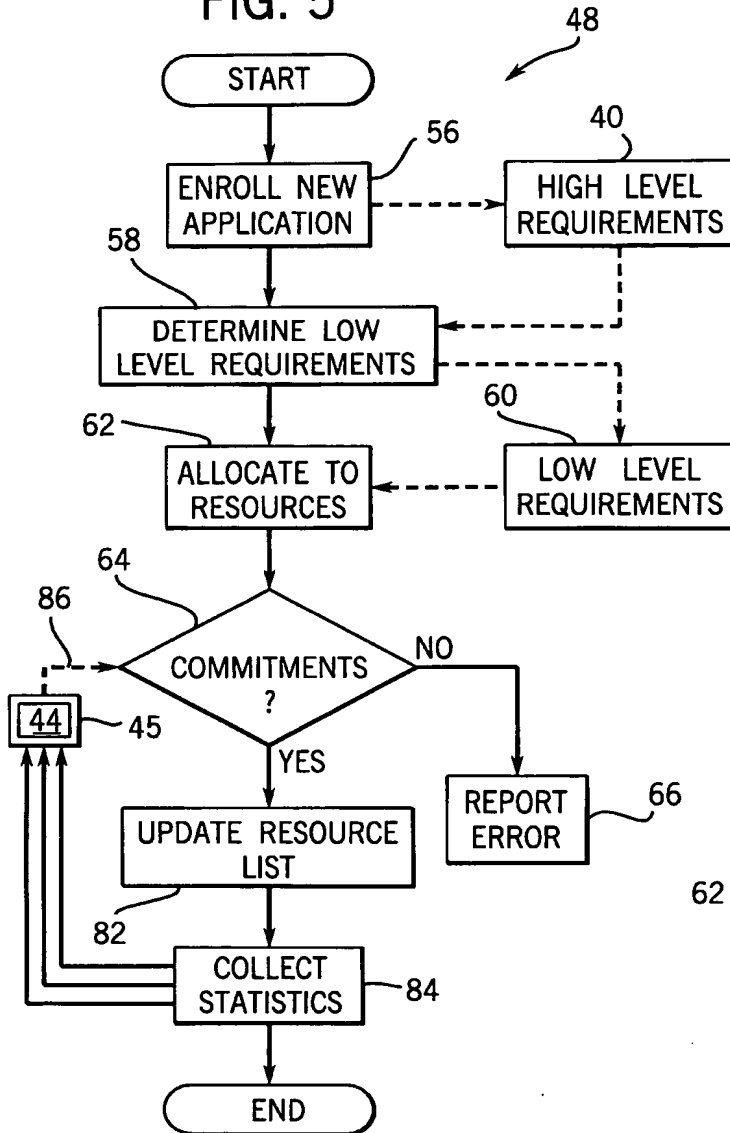 FIG. 5
48
START
56
40
ENROLL NEW
APPLICATION
HIGH LEVEL
REQUIREMENTS
58
DETERMINE LOW
LEVEL REQUIREMENTS
62
60
ALLOCATE TO
RESOURCES
LOW LEVEL
REQUIREMENTS
64
86
COMMITMENTS
?
NO
44
45
YES
REPORT
ERROR
66
UPDATE RESOURCE
LIST
62
82
COLLECT
STATISTICS
84
END